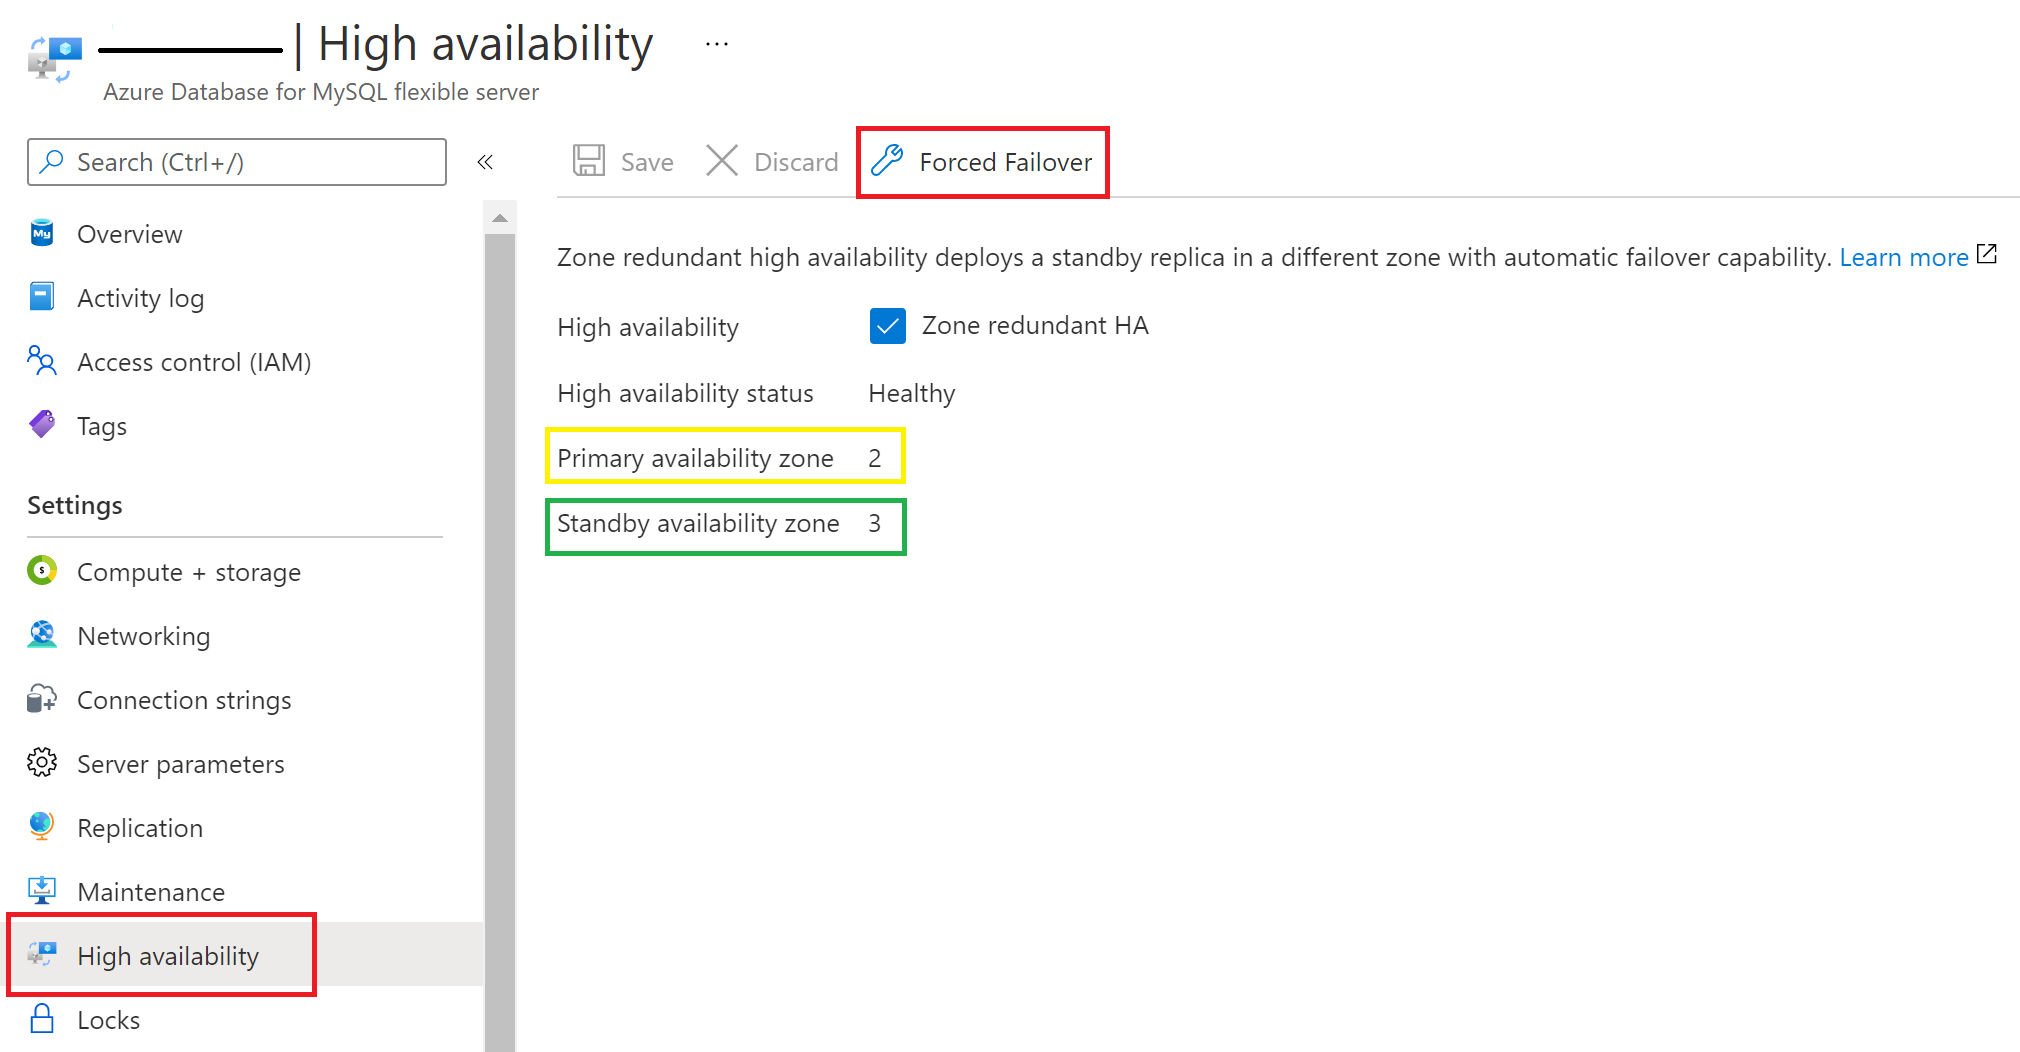 | High availability ...
Azure Database for MySQL flexible server
Search (Ctrl+/)
«
Save
Discard
Forced Failover
My
Overview
Activity log
Access control (IAM)
Tags
Settings
$
Compute + storage
Networking
Connection strings
Server parameters
Replication
Maintenance
High availability
Locks
Zone redundant high availability deploys a standby replica in a different zone with automatic failover capability. Learn more
High availability Zone redundant HA
High availability status Healthy
Primary availability zone 2
Standby availability zone 3